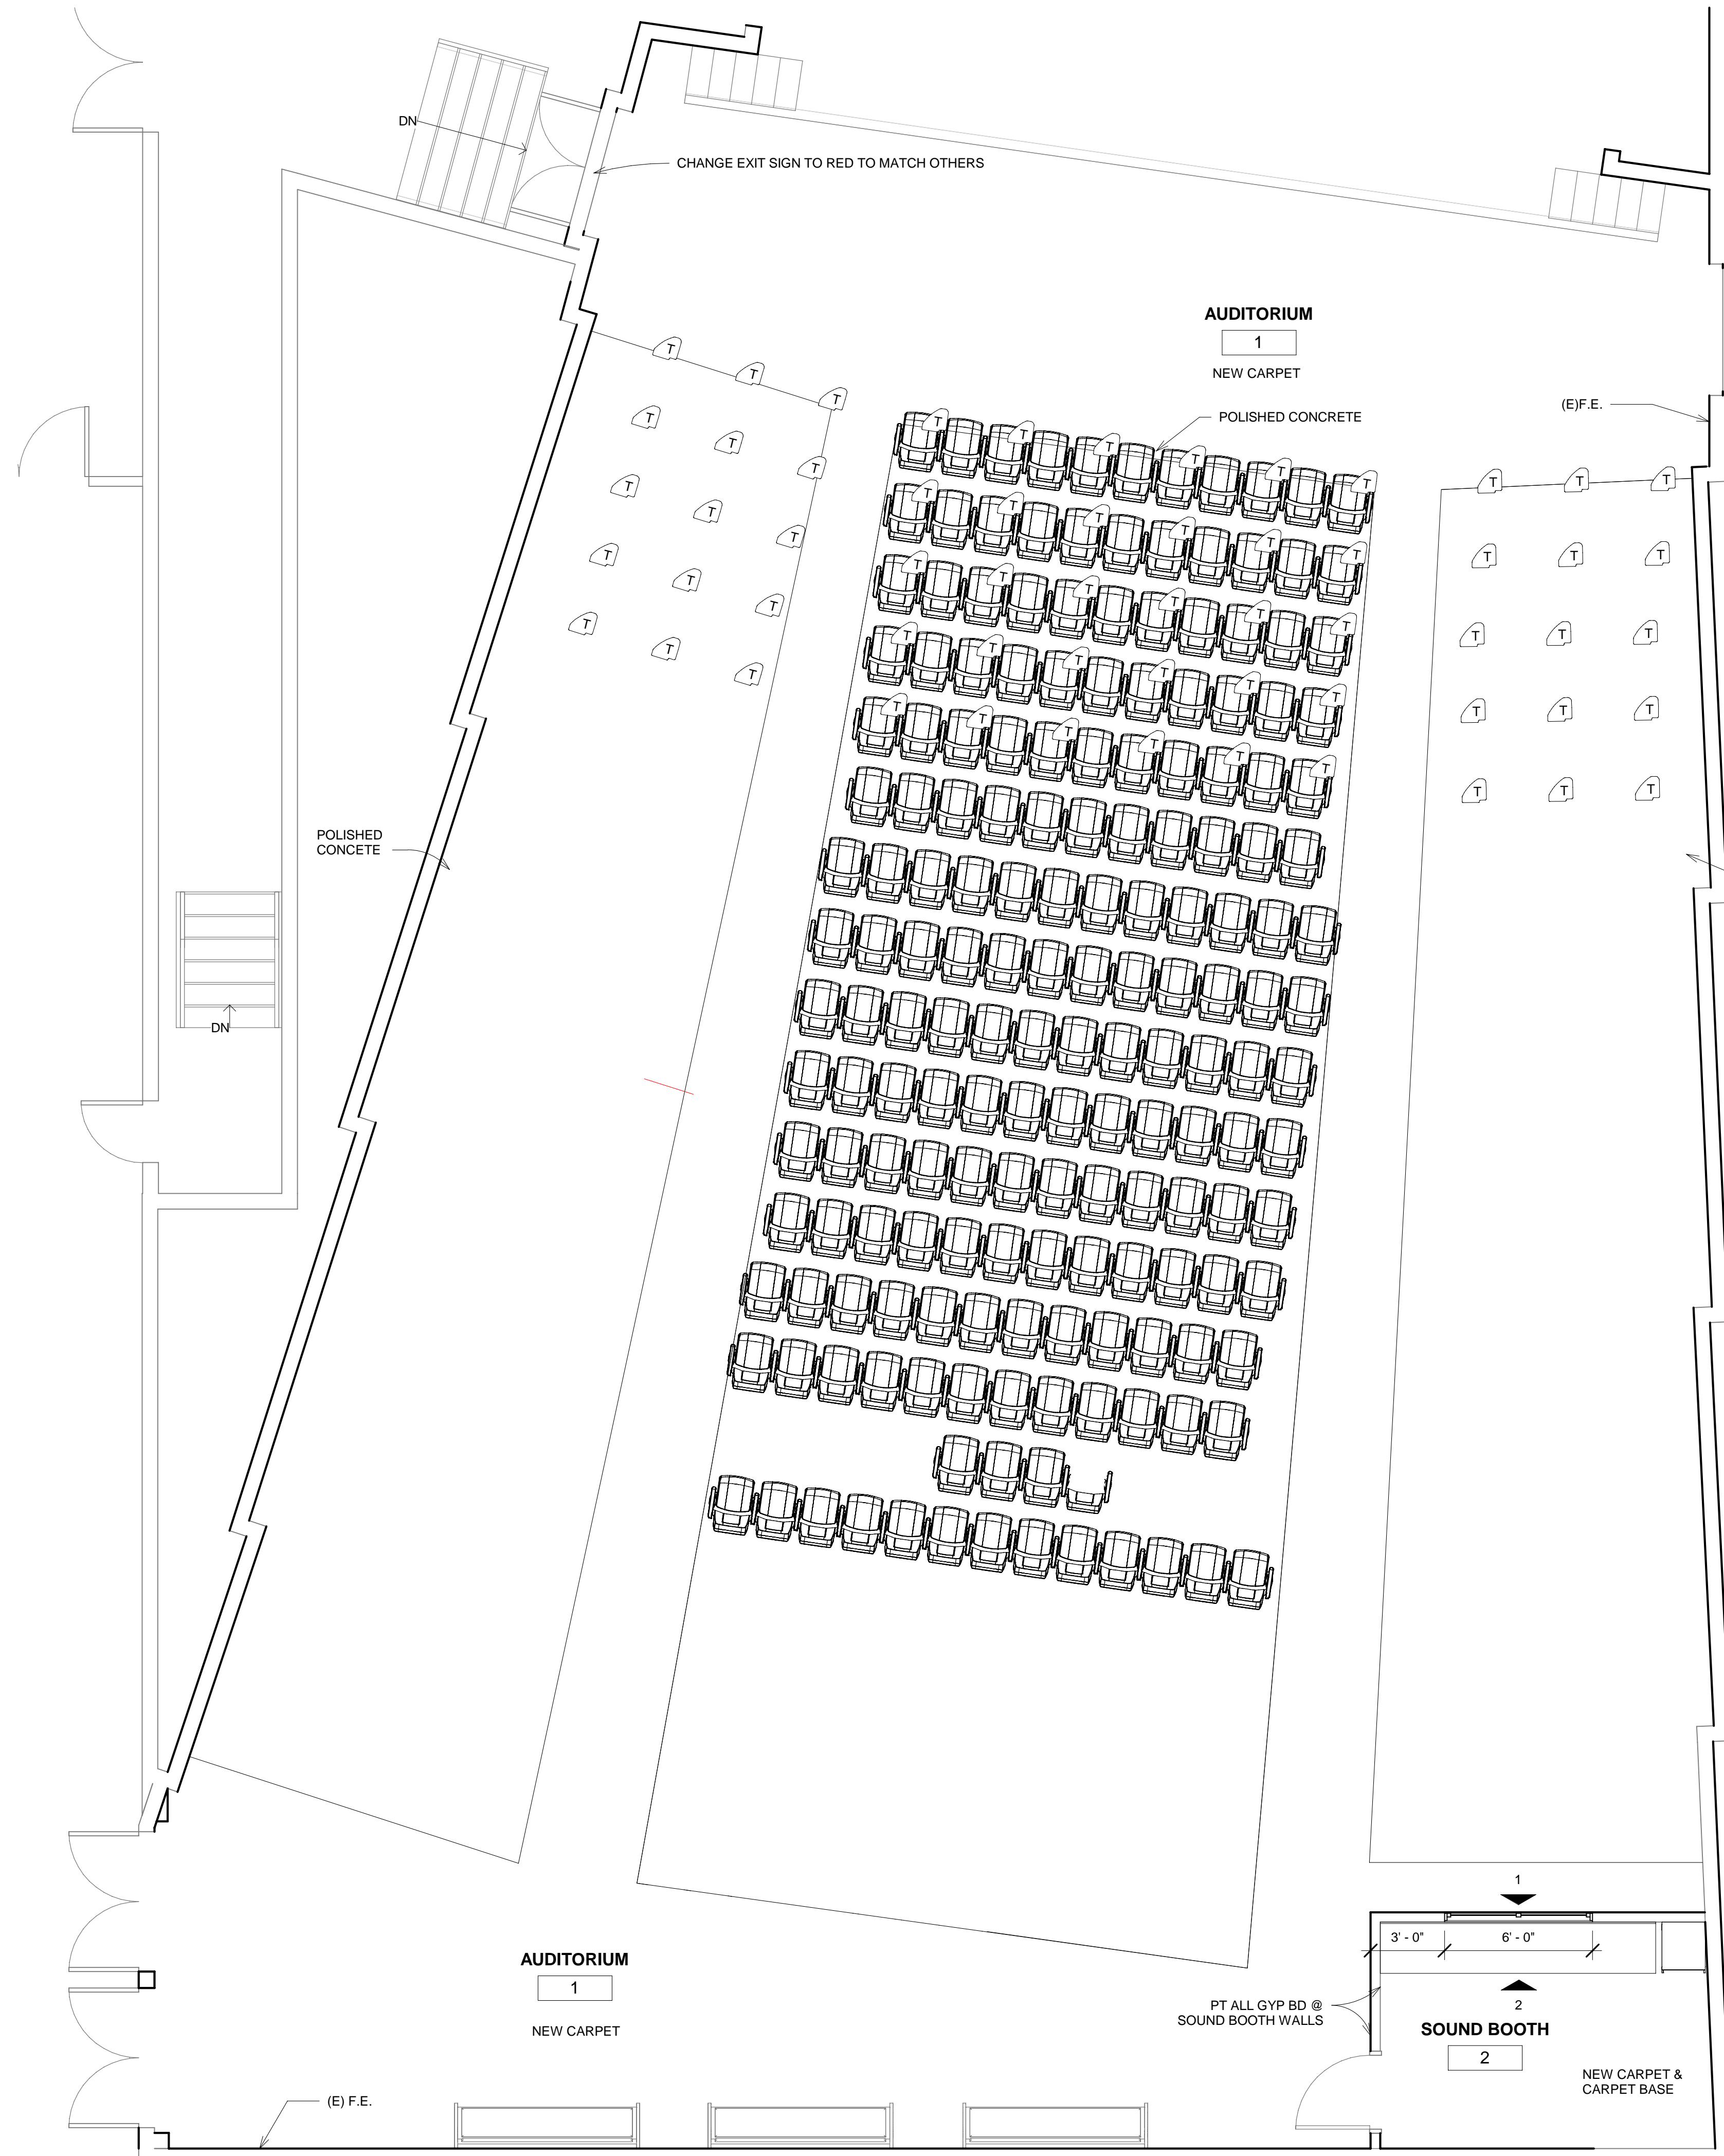 DN
CHANGE EXIT SIGN TO RED TO MATCH OTHERS
AUDITORIUM
1
NEW CARPET
POLISHED CONCRETE
(E)F.E.
T T T
T T T
T T T
T T T
T T T
T T T T T T
T T T T T T
T T T T T T
T T T T T T
T T T T T T
T T T
T T T
T T T
T T T
T T T
POLISHED
CONCETE
DN
1
3' - 0"
6' - 0"
2
AUDITORIUM
1
NEW CARPET
PT ALL GYP BD @
SOUND BOOTH WALLS
SOUND BOOTH
2
NEW CARPET &
CARPET BASE
(E) F.E.